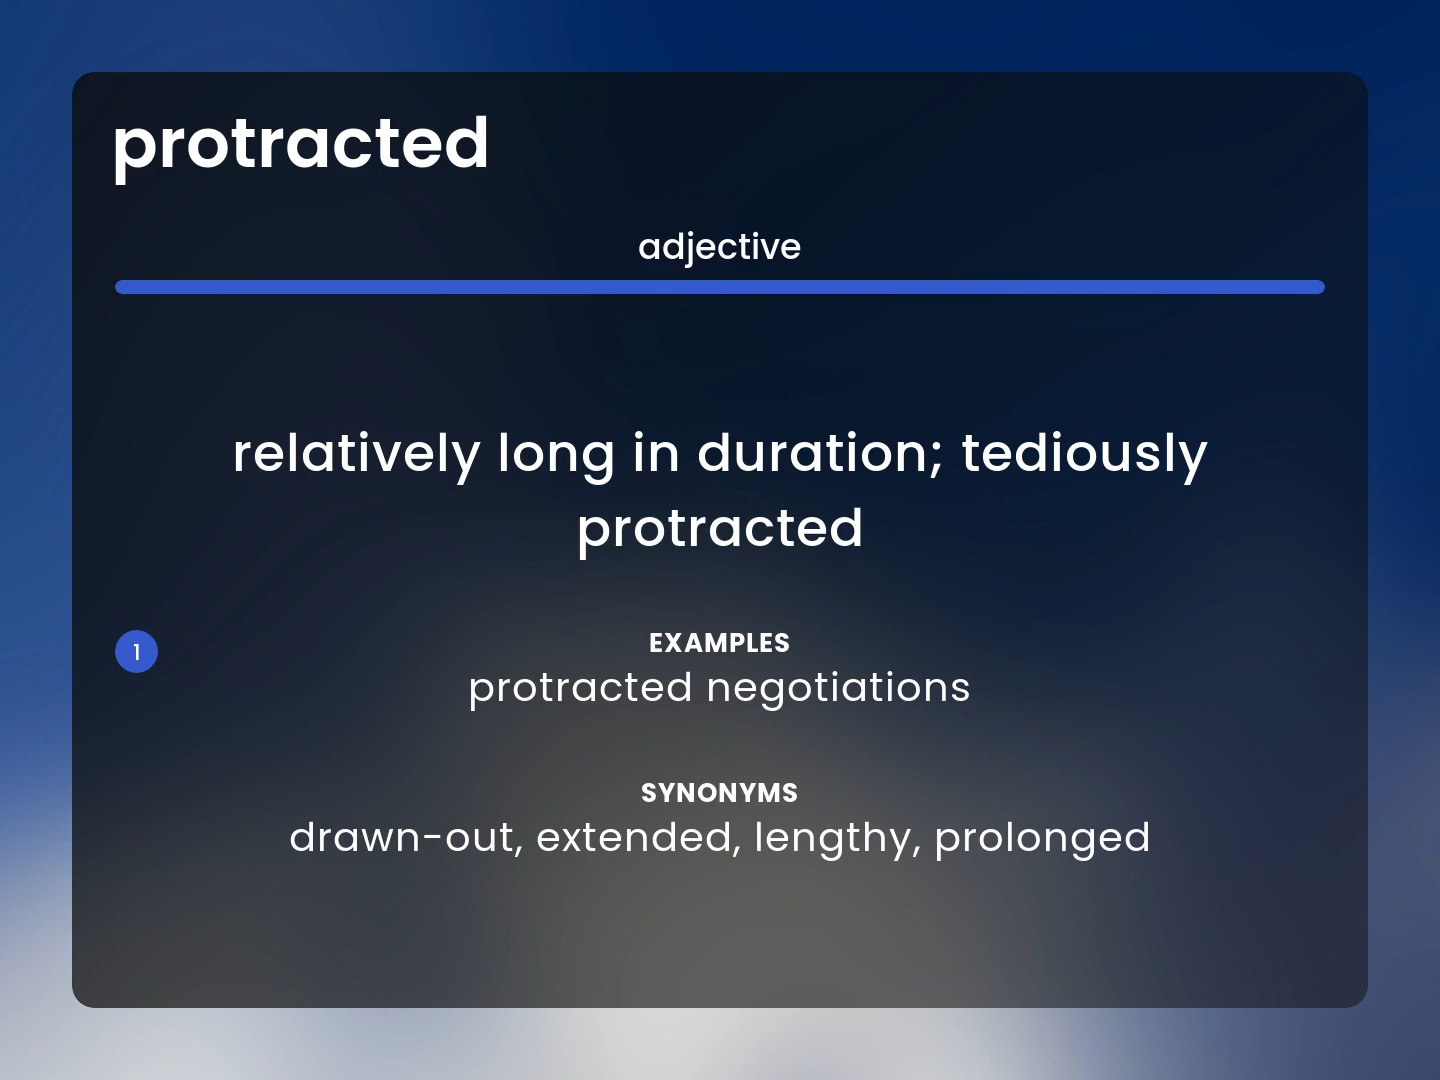 protracted
adjective
relatively long in duration; tediously
protracted
1
EXAMPLES
protracted negotiations
SYNONYMS
drawn-out, extended, lengthy, prolonged